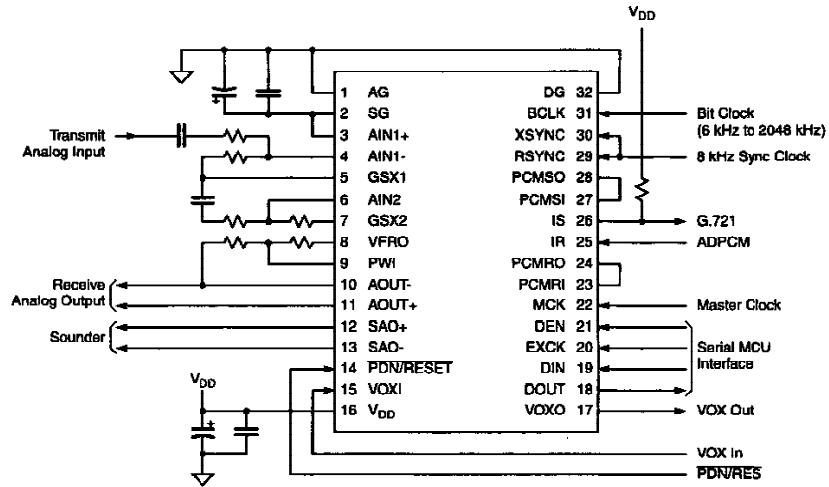 VDD
1 AG DG 32
2 SG BCLK 31 Bit Clock
(6 kHz to 2048 kHz)
Transmit
Analog Input
3 AIN1+ XSYNC 30
4 AIN1- RSYNC 29 8 kHz Sync Clock
5 GSX1 PCMSO 28
6 AIN2 PCMSI 27
7 GSX2 IS 26 G.721
8 VFRO IR 25 ADPCM
9 PWI PCMRO 24
Receive
Analog Output
10 AOUT- PCMRI 23
11 AOUT+ MCK 22 Master Clock
Sounder
12 SAO+ DEN 21
13 SAO- EXCK 20 Serial MCU
Interface
14 PDN/RESET DIN 19
VDD
15 VOXI DOUT 18
16 VDD VOXO 17 VOX Out
+
+
VOX In
PDN/RES